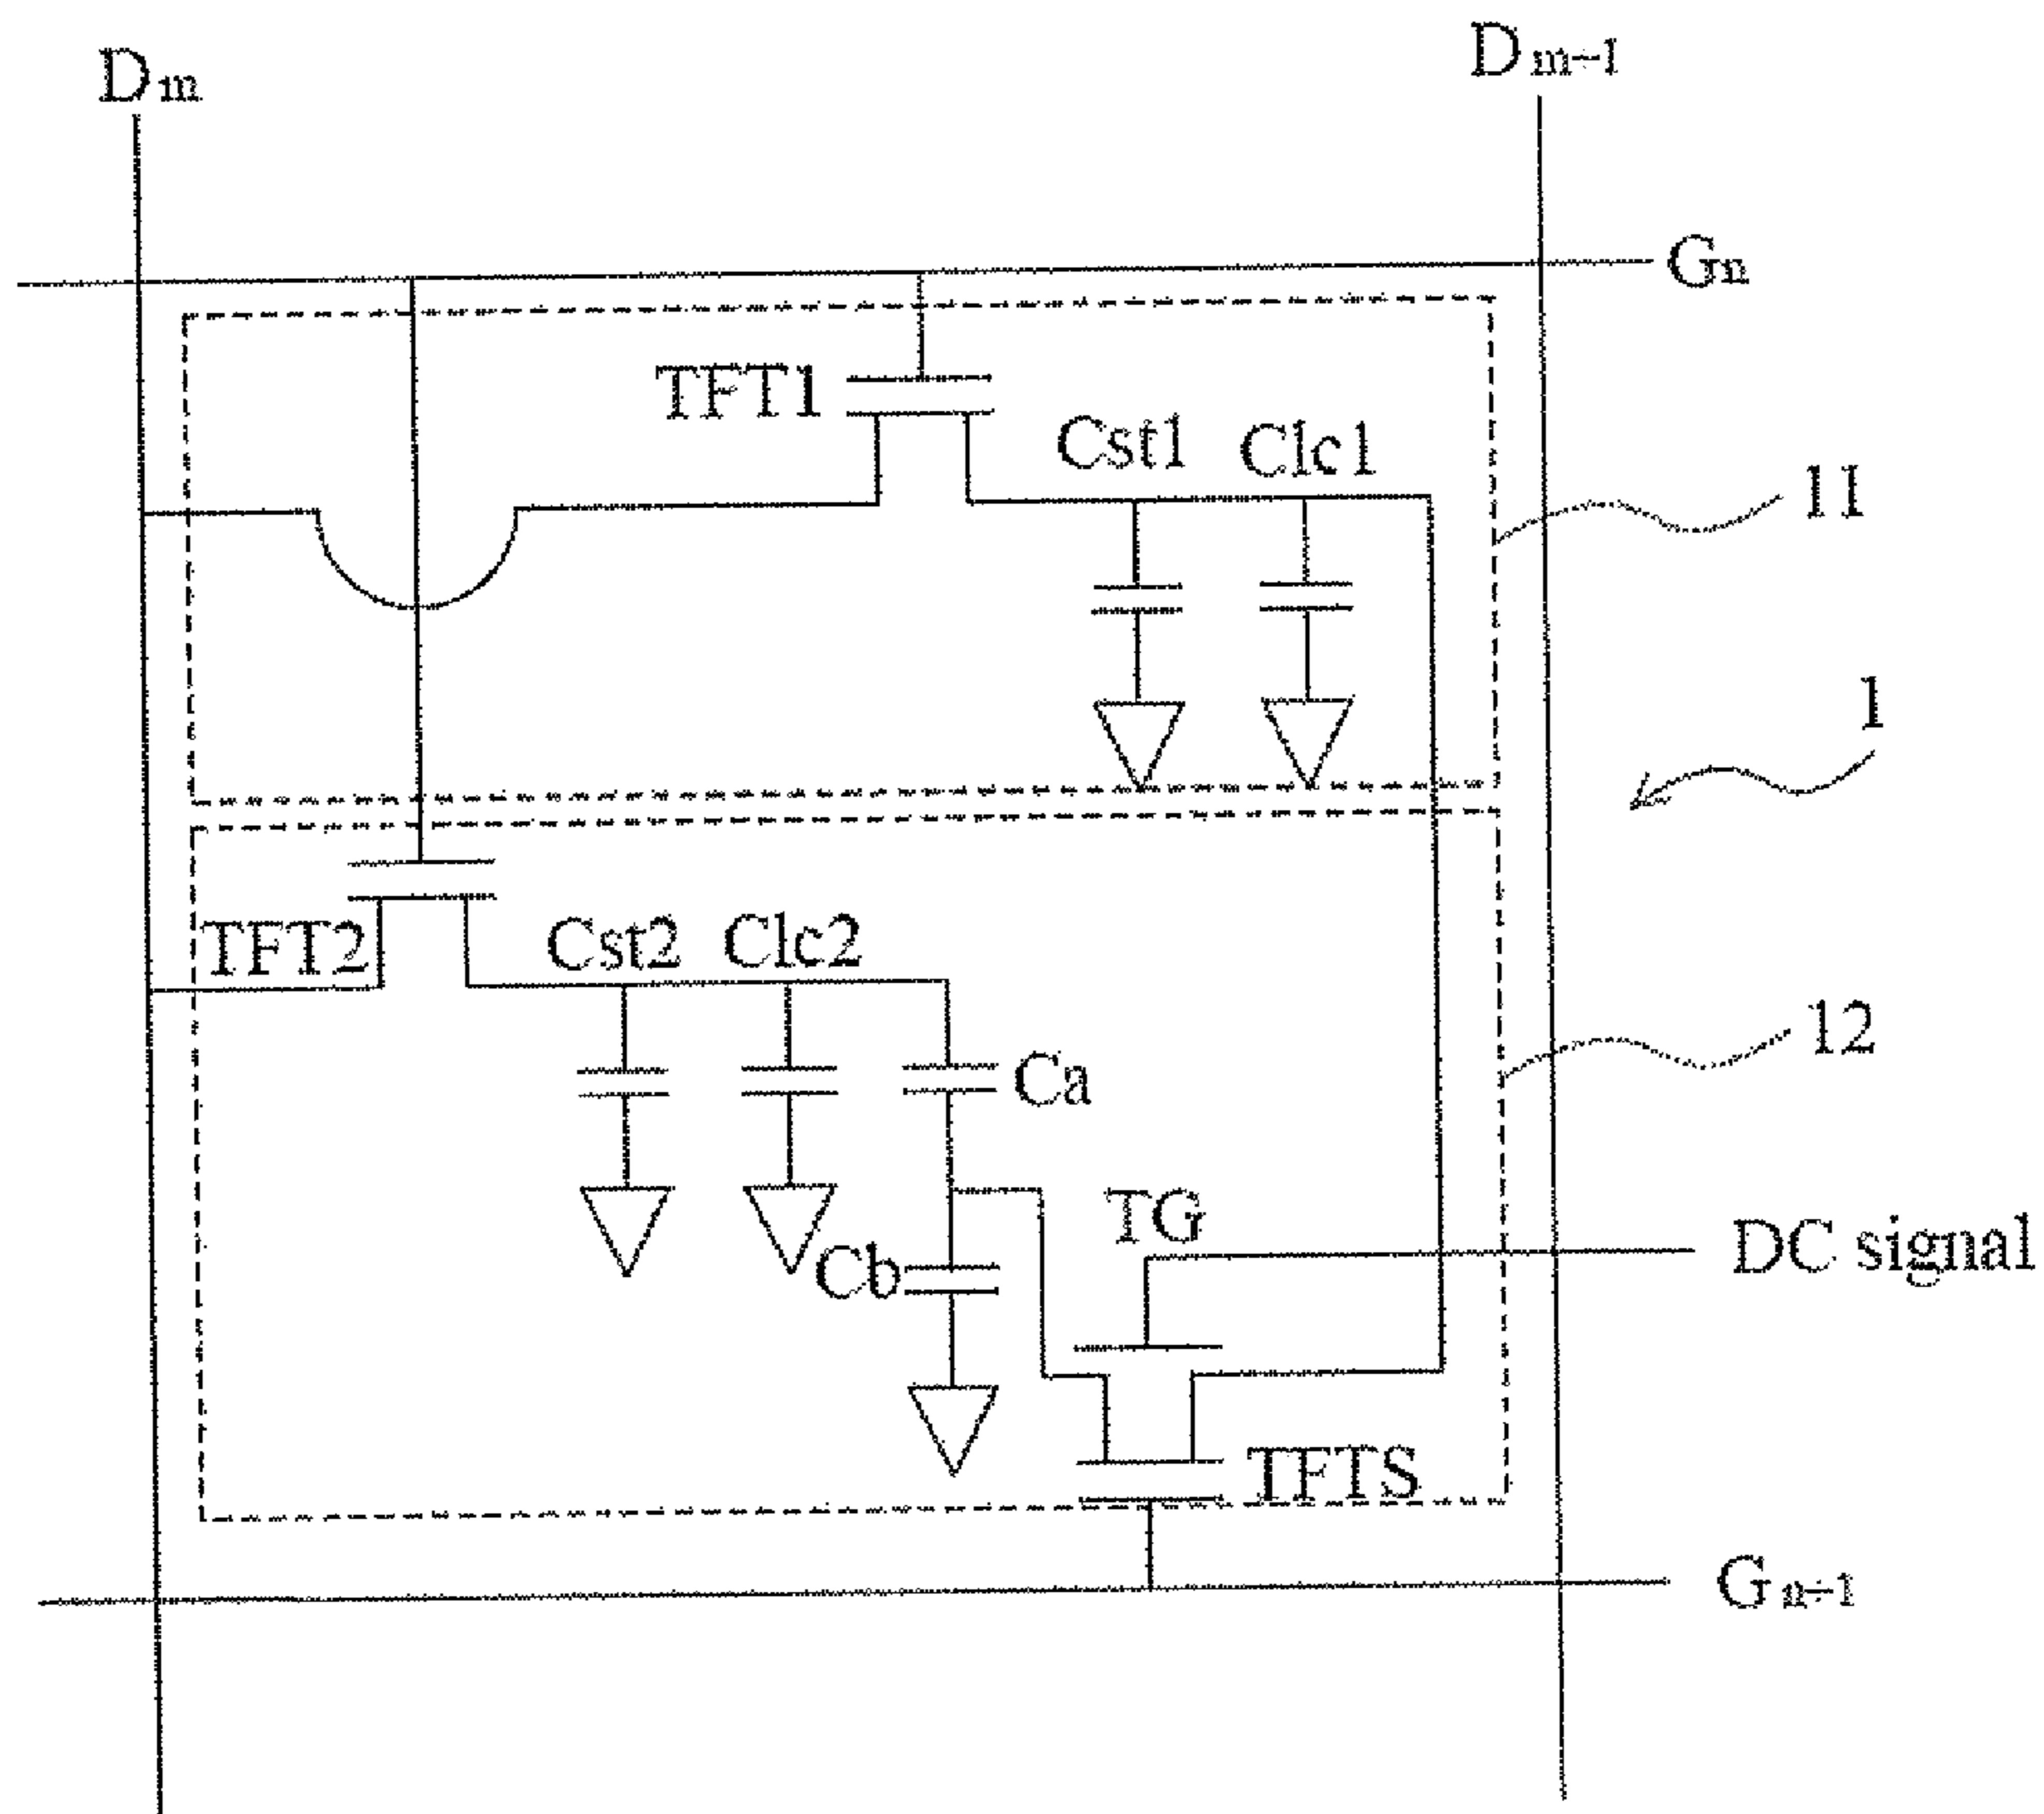 Dm
Dm-1
Gn
TFT1
Cst1
Clc1
11
1
TFT2
Cst2
Clc2
12
Ca
TG
DC signal
Cb
TFTS
Gn+1